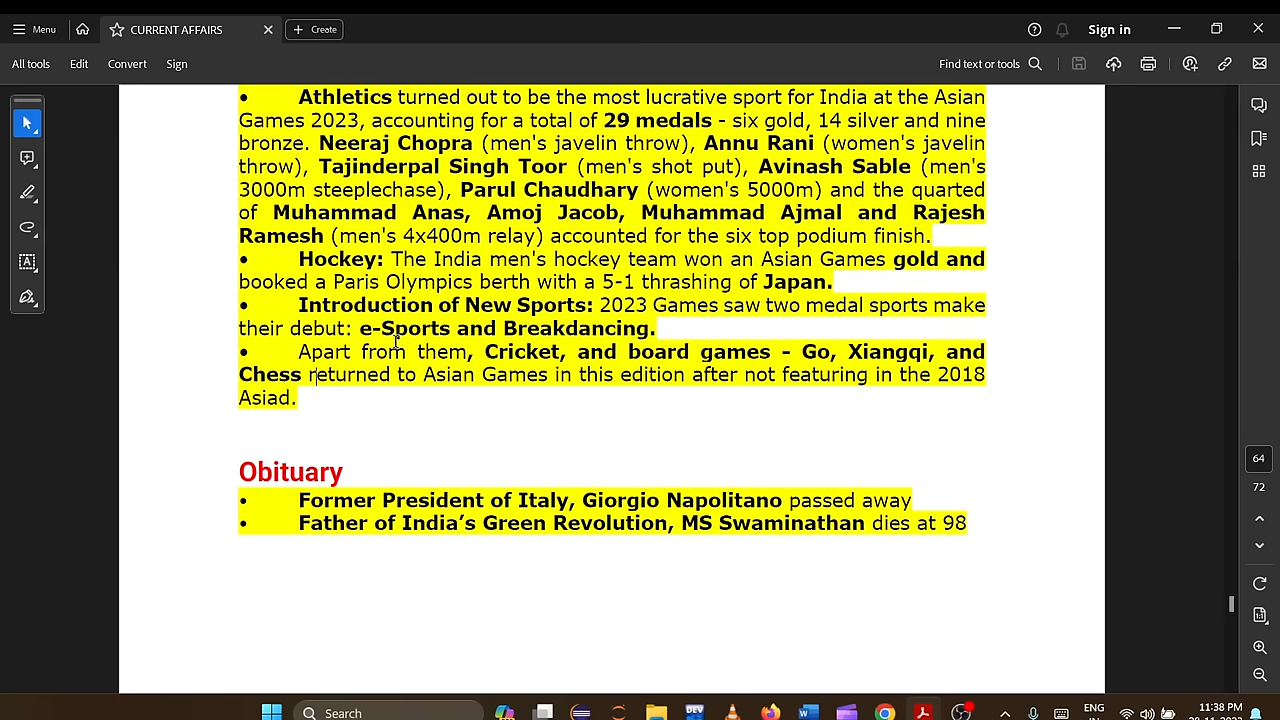 Menu
CURRENT AFFAIRS
Create
Sign in
All tools
Edit
Convert
Sign
Find text or tools
• Athletics turned out to be the most lucrative sport for India at the Asian
Games 2023, accounting for a total of 29 medals - six gold, 14 silver and nine
bronze. Neeraj Chopra (men's javelin throw), Annu Rani (women's javelin
throw), Tajinderpal Singh Toor (men's shot put), Avinash Sable (men's
3000m steeplechase), Parul Chaudhary (women's 5000m) and the quarted
of Muhammad Anas, Amoj Jacob, Muhammad Ajmal and Rajesh
Ramesh (men's 4x400m relay) accounted for the six top podium finish.
• Hockey: The India men's hockey team won an Asian Games gold and
booked a Paris Olympics berth with a 5-1 thrashing of Japan.
• Introduction of New Sports: 2023 Games saw two medal sports make
their debut: e-Sports and Breakdancing.
• Apart from them, Cricket, and board games - Go, Xiangqi, and
Chess returned to Asian Games in this edition after not featuring in the 2018
Asiad.
Obituary
• Former President of Italy, Giorgio Napolitano passed away
• Father of India’s Green Revolution, MS Swaminathan dies at 98
64
72
Search
DEV
ENG
IN
11:38 PM